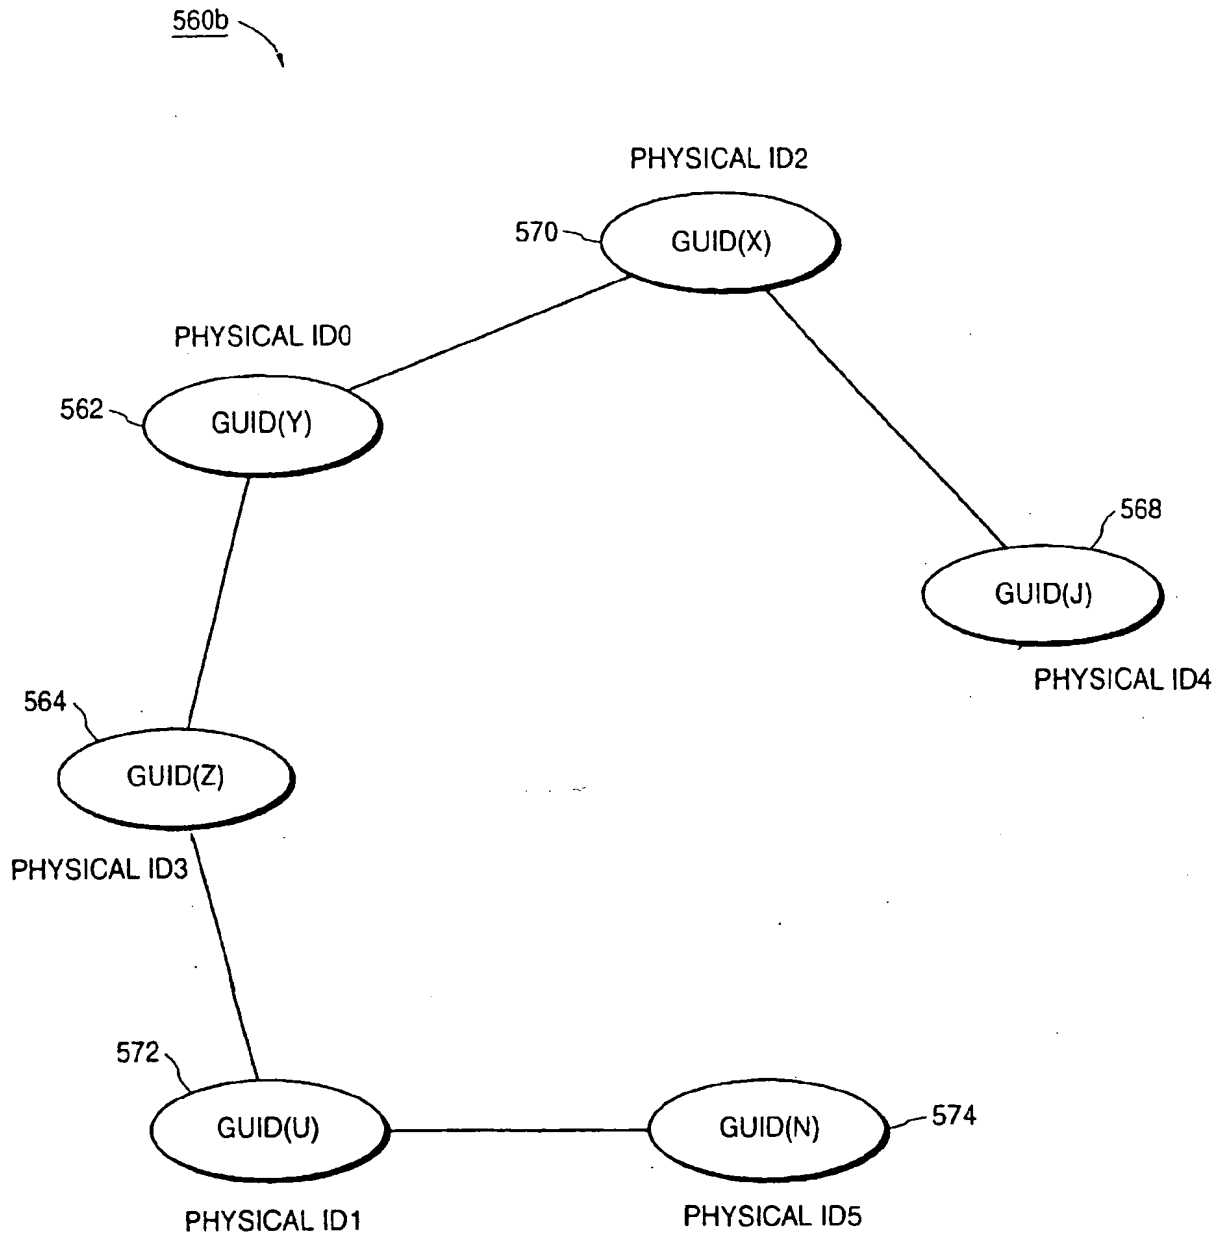 560b
PHYSICAL ID2
570
GUID(X)
PHYSICAL ID0
562
GUID(Y)
568
GUID(J)
PHYSICAL ID4
564
GUID(Z)
PHYSICAL ID3
572
GUID(U)
GUID(N)
574
PHYSICAL ID1
PHYSICAL ID5